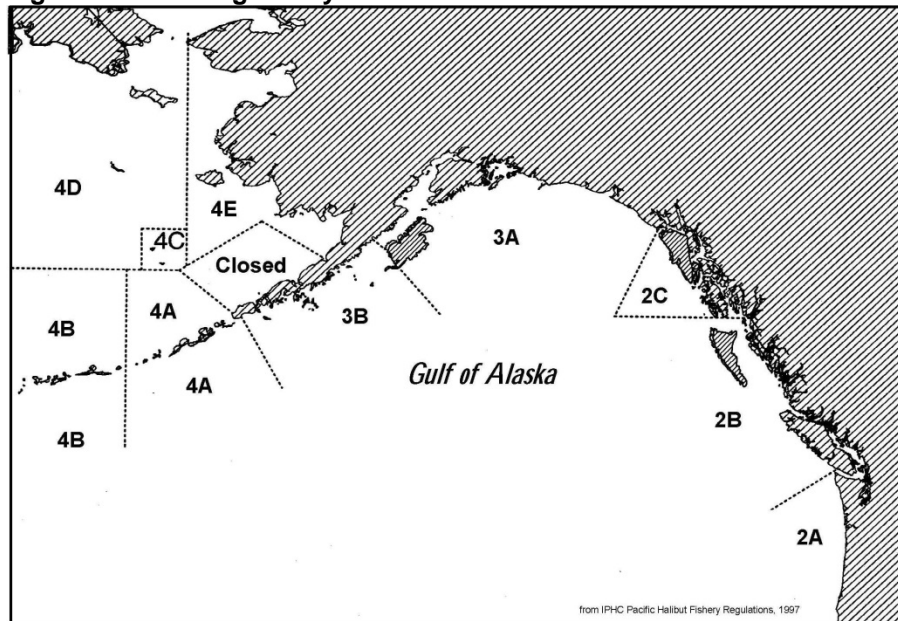 4D
4E
4C
3A
Closed
2C
4B
4A
3B
4A
Gulf of Alaska
2B
4B
2A
from IPHC Pacific Halibut Fishery Regulations, 1997